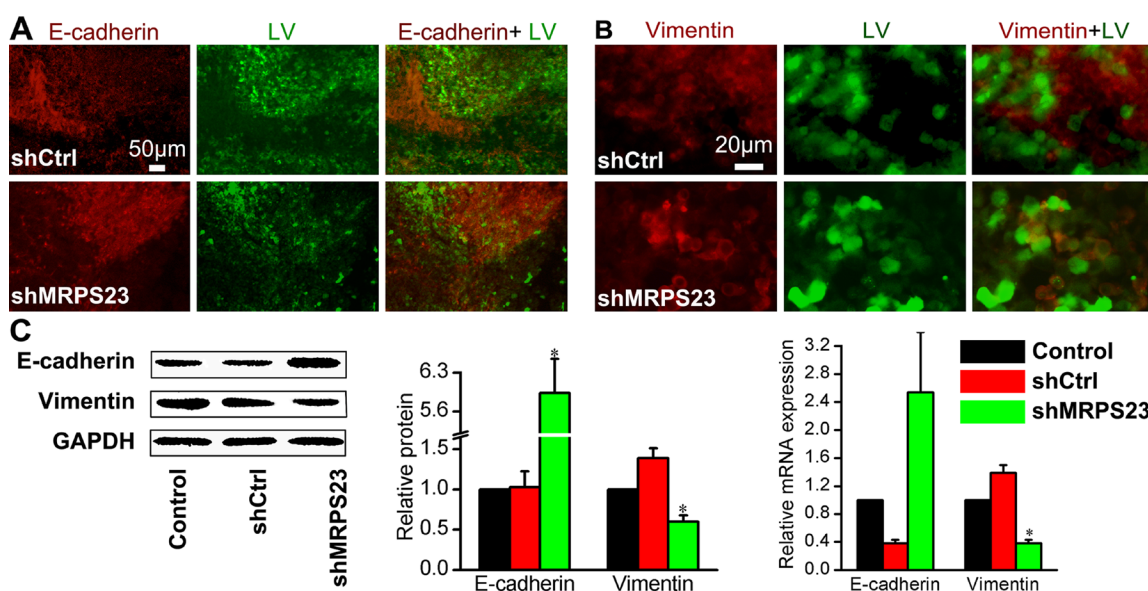 A
E-cadherin
LV
E-cadherin+ LV
shCtrl
50μm
shMRPS23
B
Vimentin
LV
Vimentin+LV
shCtrl
20μm
shMRPS23
C
E-cadherin
Vimentin
GAPDH
Control
shCtrl
shMRPS23
Relative protein
6.3
5.6
1.5
1.0
0.5
0.0
*
*
E-cadherin
Vimentin
Relative mRNA expression
3.2
2.8
2.4
2.0
1.6
1.2
0.8
0.4
0.0
*
E-cadherin
Vimentin
Control
shCtrl
shMRPS23